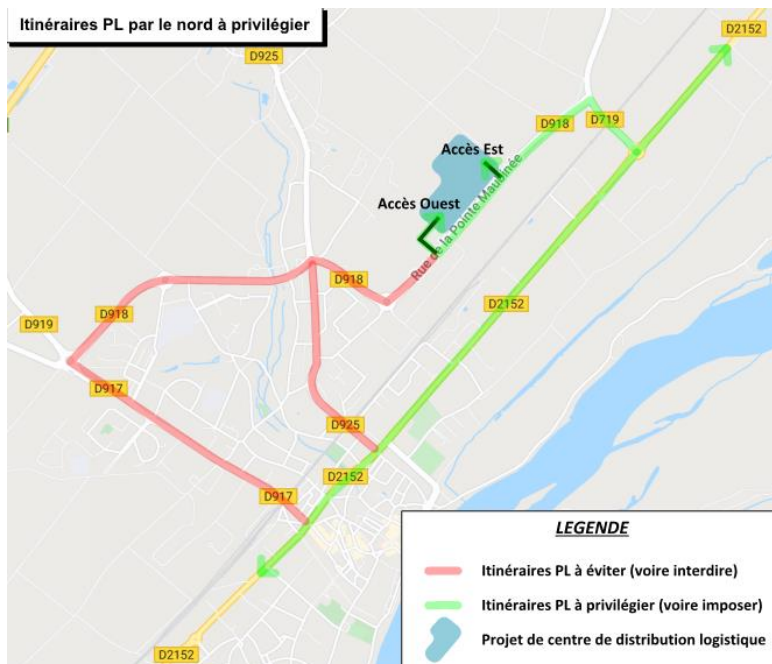 Itinéraires PL par le nord à privilégier
D2152
D925
D918
D719
Accès Est
Accès Ouest
Rue de la Pointe Maudinée
D918
D2152
D918
D919
D917
D925
D2152
D917
D2152
LEGENDE
Itinéraires PL à éviter (voire interdire)
Itinéraires PL à privilégier (voire imposer)
Projet de centre de distribution logistique